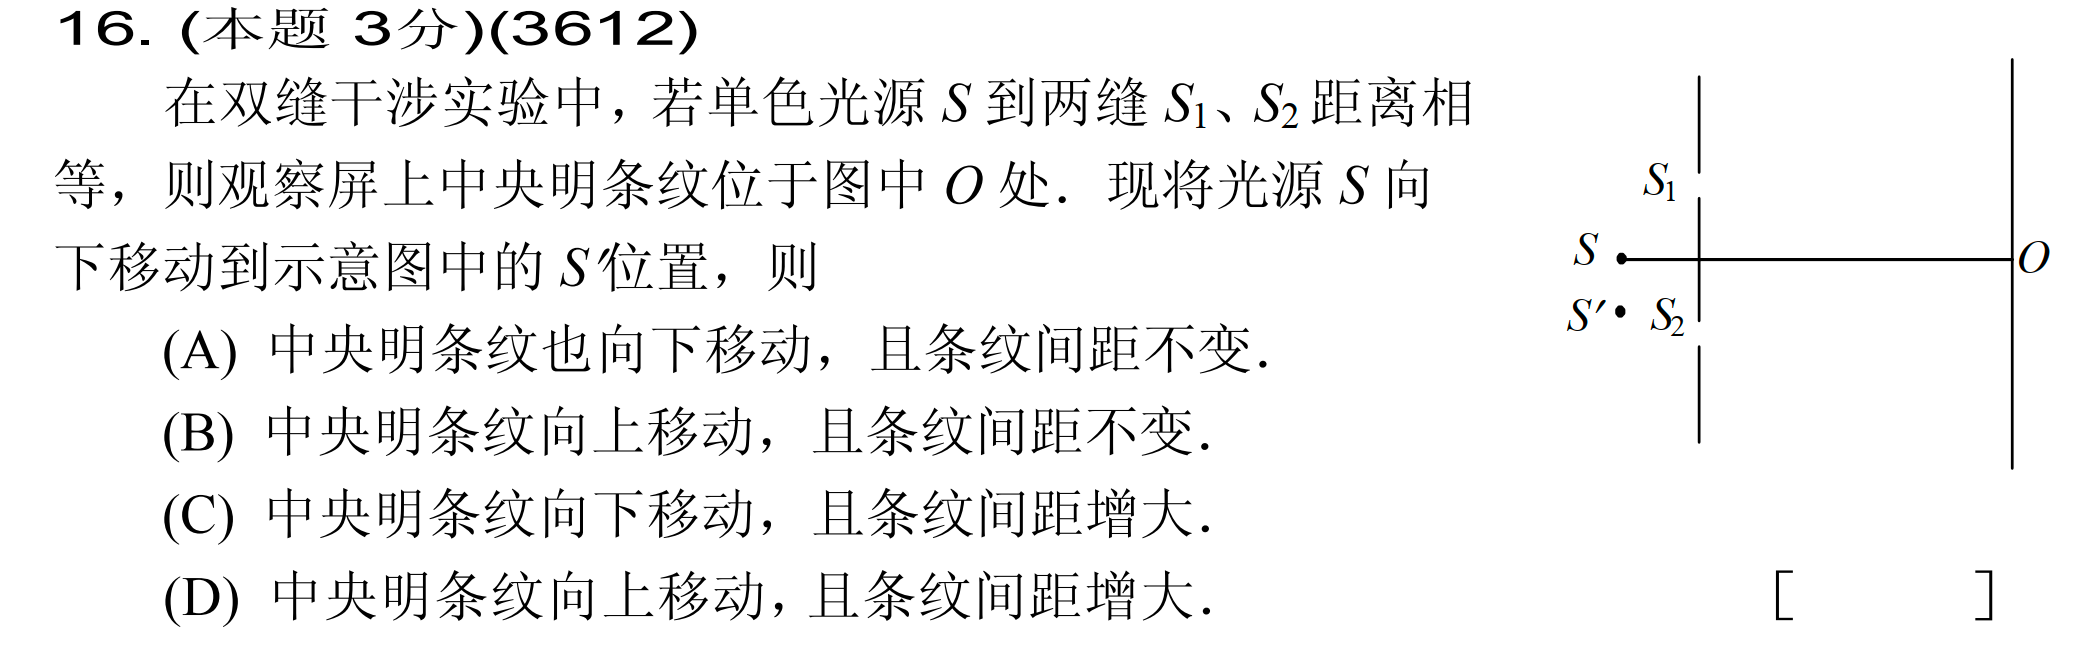 16. (本题 3分)(3612)
在双缝干涉实验中，若单色光源 S 到两缝 S1、S2 距离相
等，则观察屏上中央明条纹位于图中 O 处．现将光源 S 向
下移动到示意图中的 S′位置，则
(A) 中央明条纹也向下移动，且条纹间距不变．
(B) 中央明条纹向上移动，且条纹间距不变．
(C) 中央明条纹向下移动，且条纹间距增大．
(D) 中央明条纹向上移动，且条纹间距增大．
[ ]
S1
S
O
S′ S2